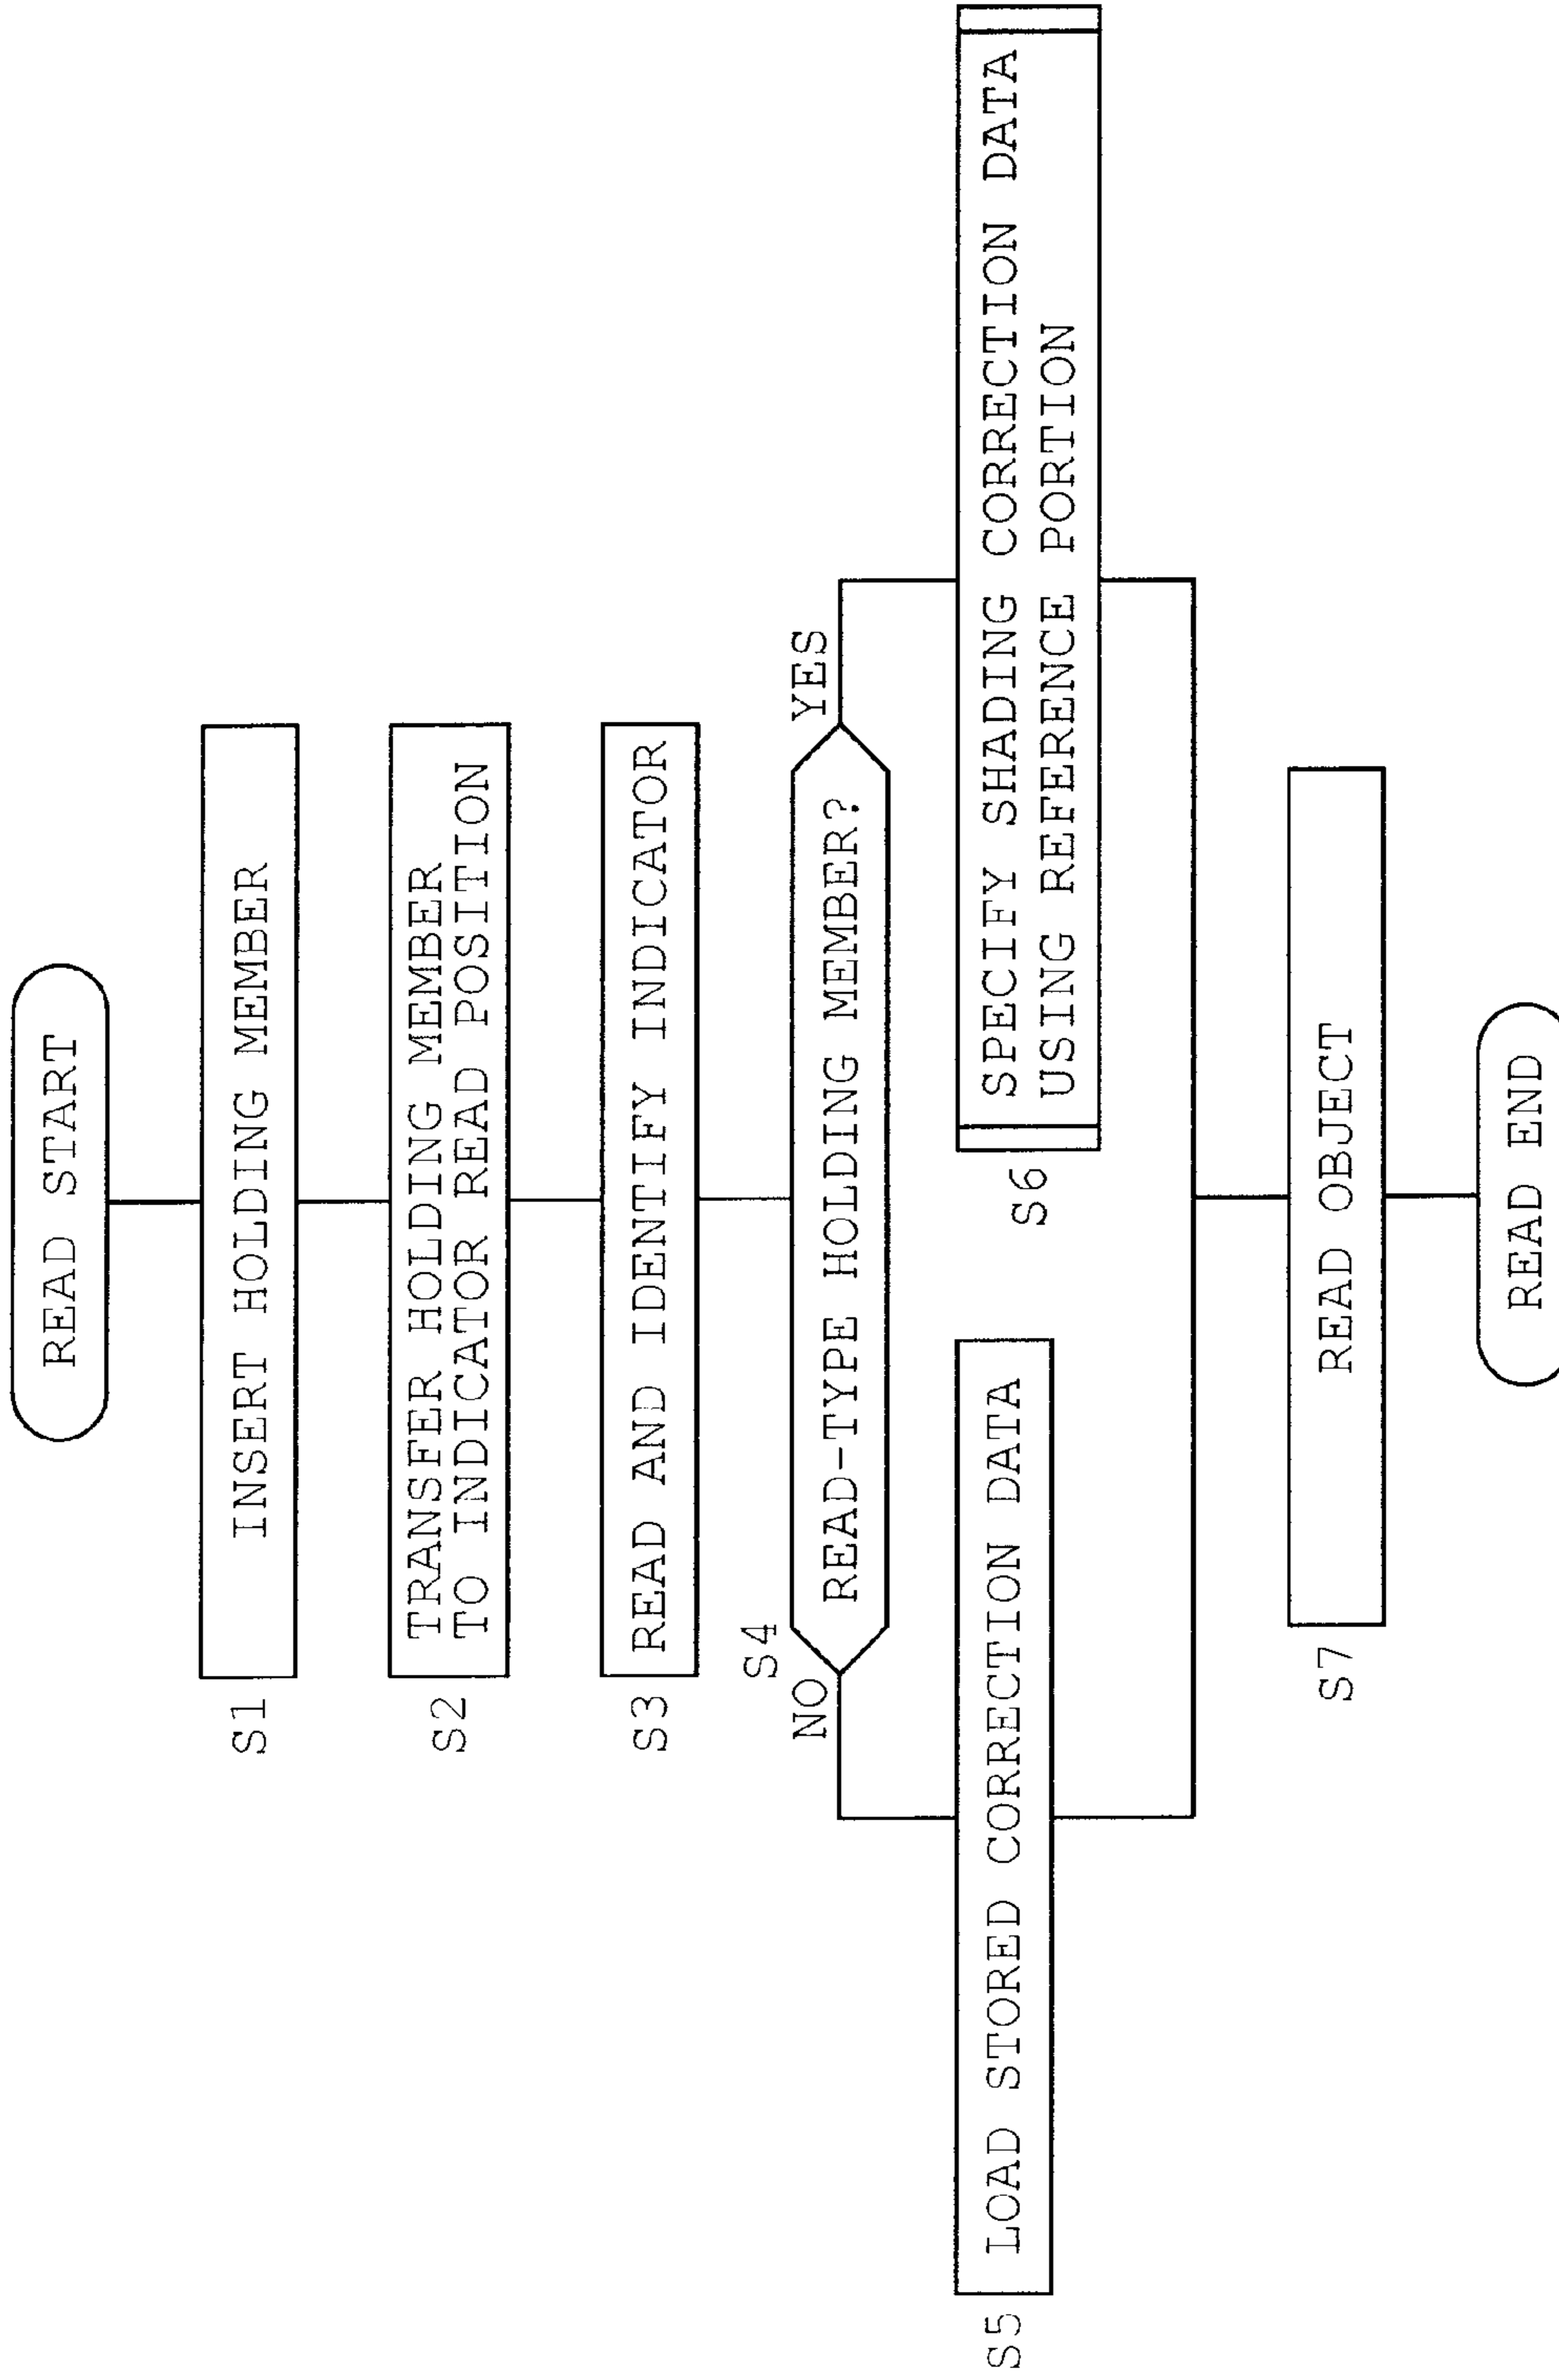 READ START
S1
INSERT HOLDING MEMBER
S2
TRANSFER HOLDING MEMBER
TO INDICATOR READ POSITION
S3
READ AND IDENTIFY INDICATOR
S4
READ-TYPE HOLDING MEMBER?
NO
YES
S5
LOAD STORED CORRECTION DATA
S6
SPECIFY SHADING CORRECTION DATA
USING REFERENCE PORTION
S7
READ OBJECT
READ END